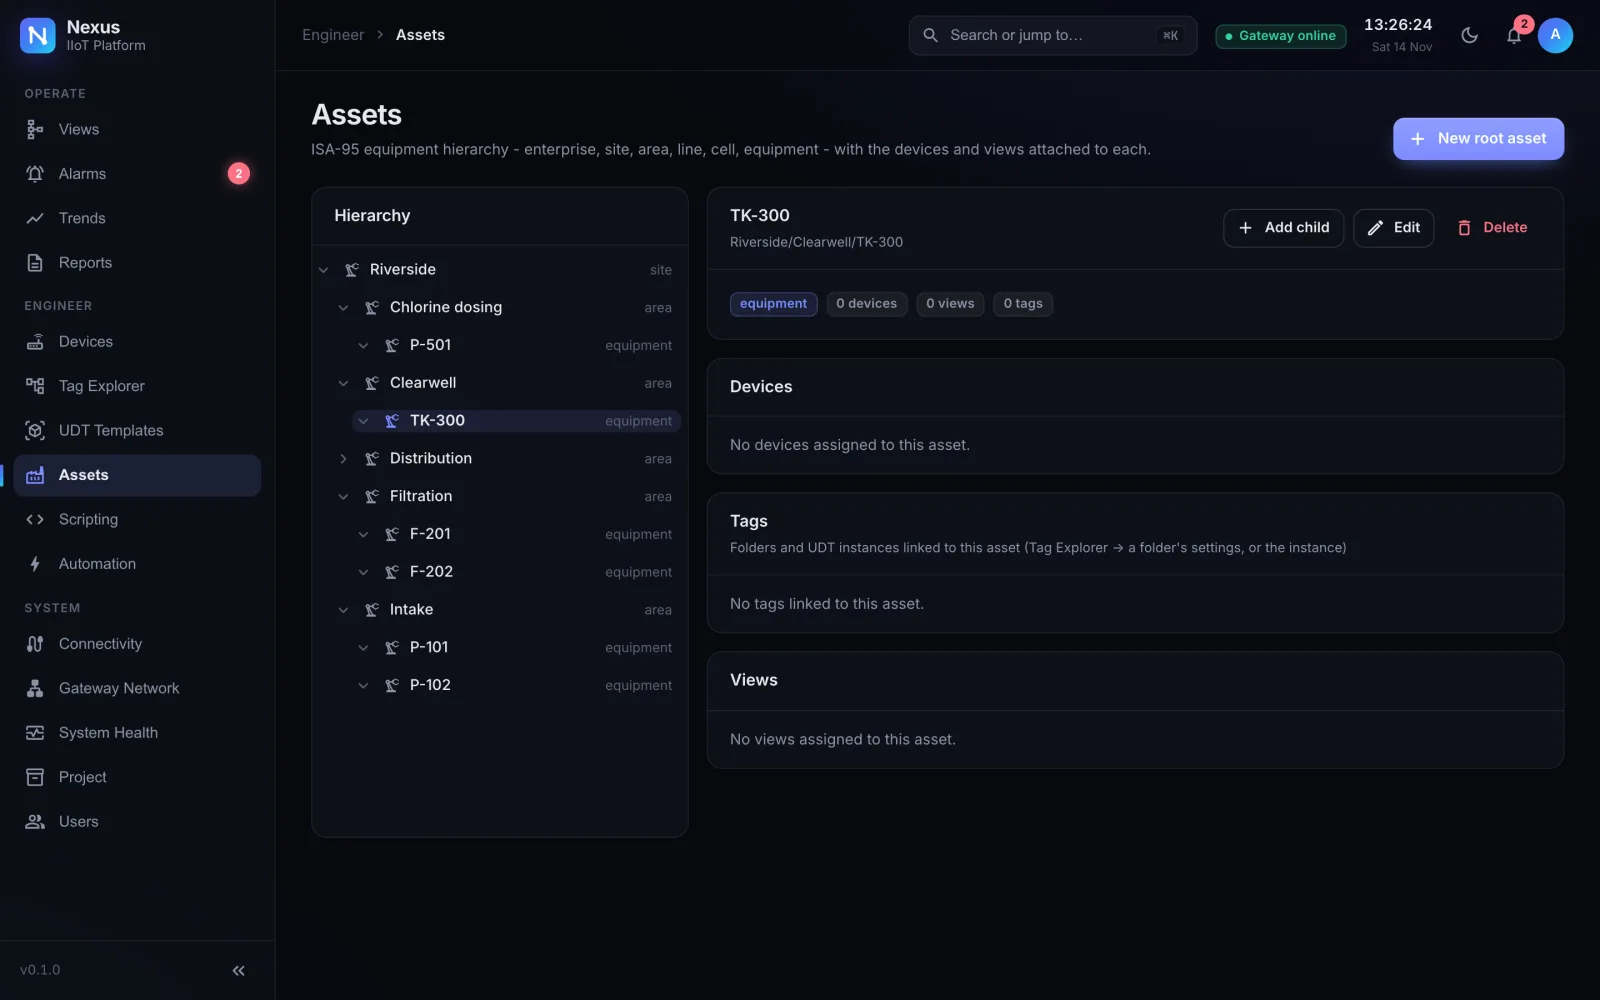 Nexus
IIoT Platform
OPERATE
Views
Alarms
2
Trends
Reports
ENGINEER
Devices
Tag Explorer
UDT Templates
Assets
Scripting
Automation
SYSTEM
Connectivity
Gateway Network
System Health
Project
Users
v0.1.0
Engineer
Assets
Search or jump to...
⌘K
Gateway online
13:26:24
Sat 14 Nov
2
A
Assets
ISA-95 equipment hierarchy - enterprise, site, area, line, cell, equipment - with the devices and views attached to each.
New root asset
Hierarchy
Riverside site
Chlorine dosing area
P-501 equipment
Clearwell area
TK-300 equipment
Distribution area
Filtration area
F-201 equipment
F-202 equipment
Intake area
P-101 equipment
P-102 equipment
TK-300
Riverside/Clearwell/TK-300
Add child
Edit
Delete
equipment
0 devices
0 views
0 tags
Devices
No devices assigned to this asset.
Tags
Folders and UDT instances linked to this asset (Tag Explorer → a folder's settings, or the instance)
No tags linked to this asset.
Views
No views assigned to this asset.